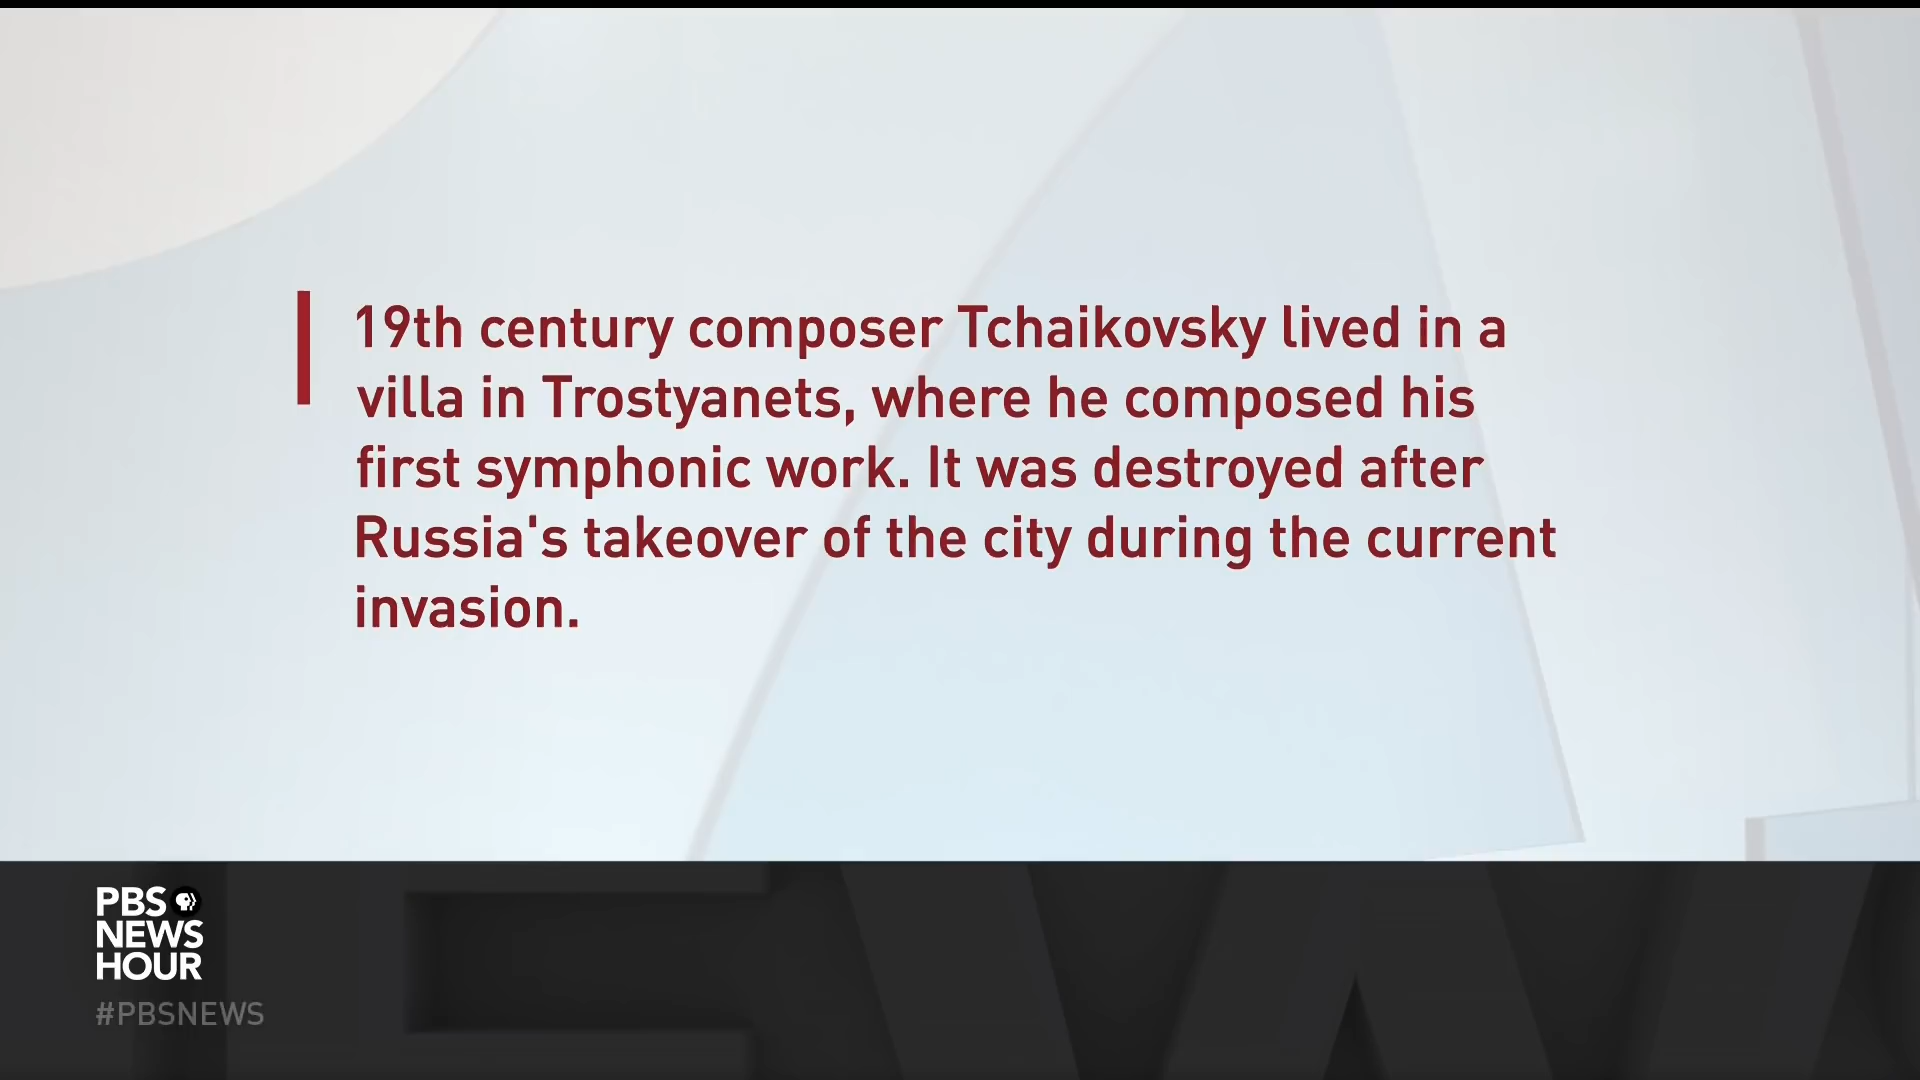 19th century composer Tchaikovsky lived in a
villa in Trostyanets, where he composed his
first symphonic work. It was destroyed after
Russia's takeover of the city during the current
invasion.
PBS
NEWS
HOUR
#PBSNEWS